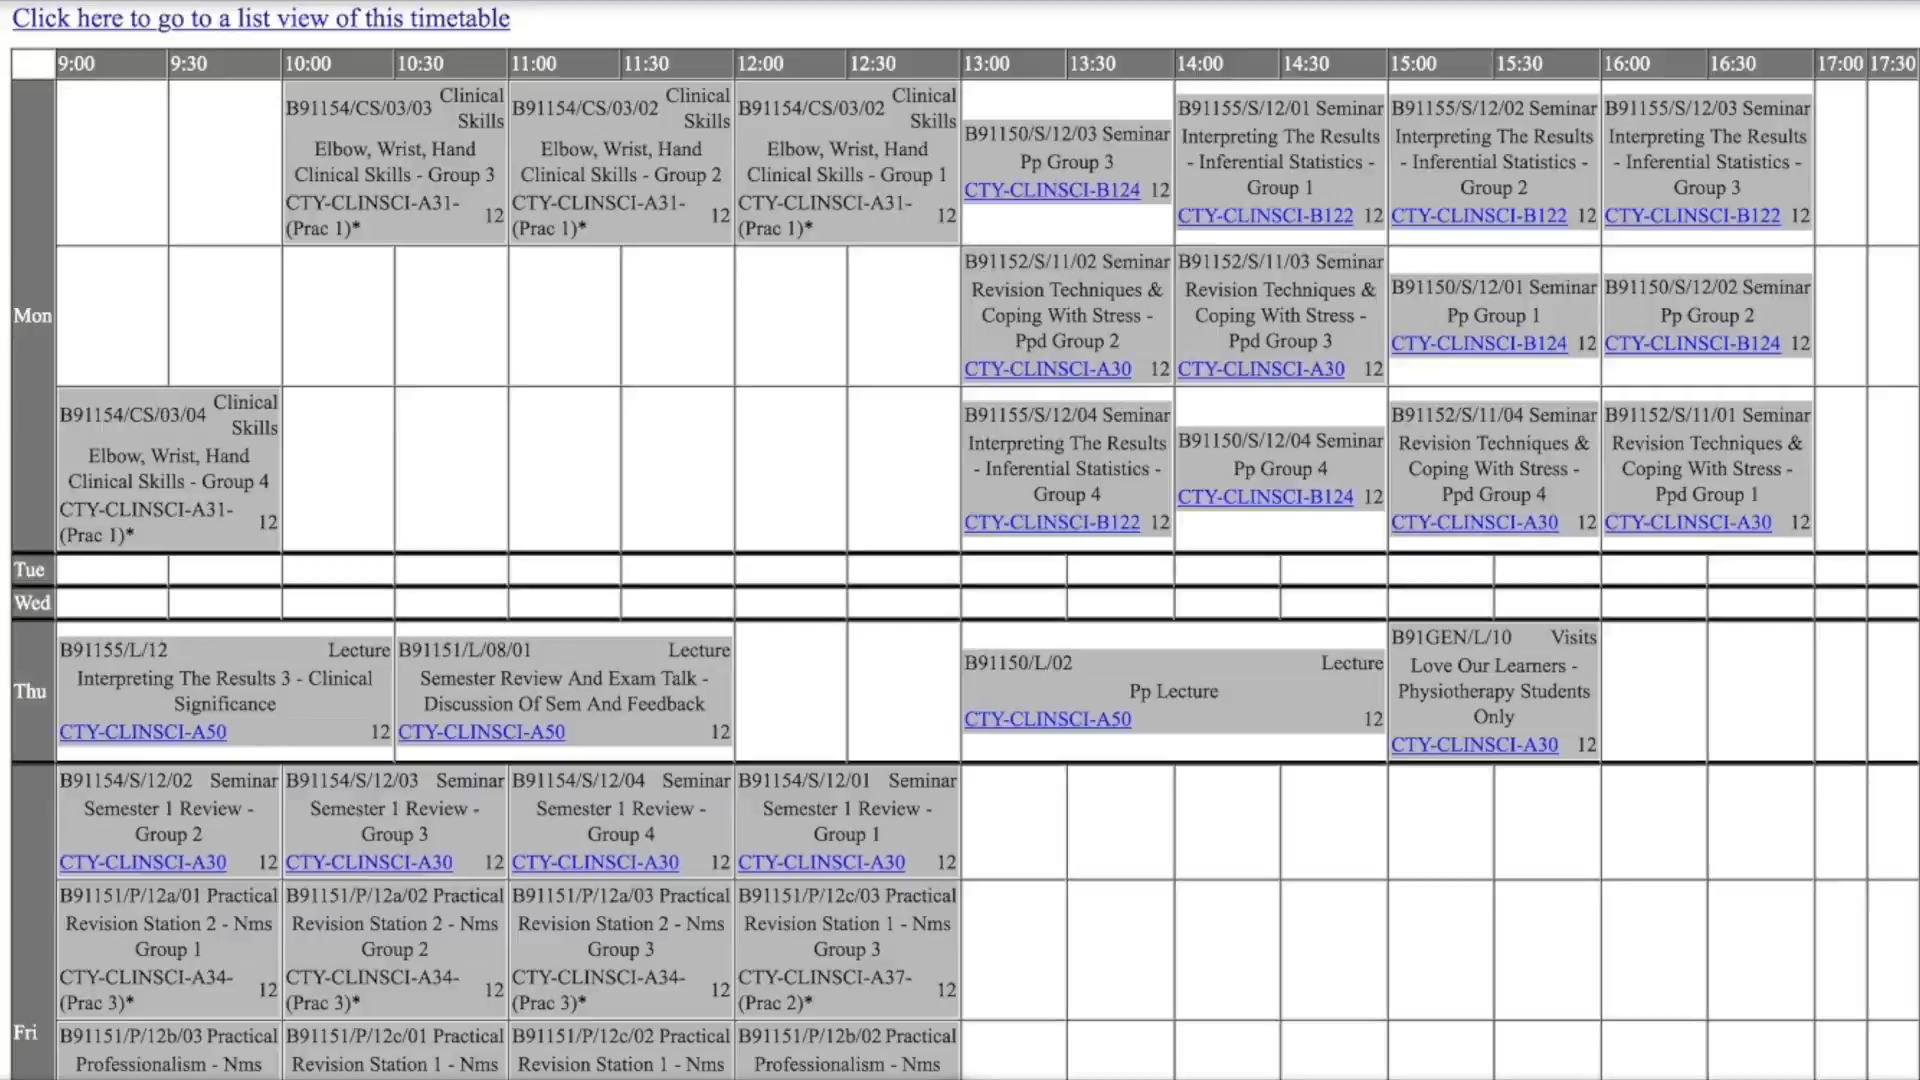 Click here to go to a list view of this timetable
9:00 9:30 10:00 10:30 11:00 11:30 12:00 12:30 13:00 13:30 14:00 14:30 15:00 15:30 16:00 16:30 17:00 17:30
Mon
B91154/CS/03/03 Clinical Skills
Elbow, Wrist, Hand
Clinical Skills - Group 3
CTY-CLINSCI-A31-
(Prac 1)* 12
B91154/CS/03/02 Clinical Skills
Elbow, Wrist, Hand
Clinical Skills - Group 2
CTY-CLINSCI-A31-
(Prac 1)* 12
B91154/CS/03/02 Clinical Skills
Elbow, Wrist, Hand
Clinical Skills - Group 1
CTY-CLINSCI-A31-
(Prac 1)* 12
B91150/S/12/03 Seminar
Pp Group 3
CTY-CLINSCI-B124 12
B91155/S/12/01 Seminar
Interpreting The Results
- Inferential Statistics -
Group 1
CTY-CLINSCI-B122 12
B91155/S/12/02 Seminar
Interpreting The Results
- Inferential Statistics -
Group 2
CTY-CLINSCI-B122 12
B91155/S/12/03 Seminar
Interpreting The Results
- Inferential Statistics -
Group 3
CTY-CLINSCI-B122 12
B91152/S/11/02 Seminar
Revision Techniques &
Coping With Stress -
Ppd Group 2
CTY-CLINSCI-A30 12
B91152/S/11/03 Seminar
Revision Techniques &
Coping With Stress -
Ppd Group 3
CTY-CLINSCI-A30 12
B91150/S/12/01 Seminar
Pp Group 1
CTY-CLINSCI-B124 12
B91150/S/12/02 Seminar
Pp Group 2
CTY-CLINSCI-B124 12
B91154/CS/03/04 Clinical Skills
Elbow, Wrist, Hand
Clinical Skills - Group 4
CTY-CLINSCI-A31-
(Prac 1)* 12
B91155/S/12/04 Seminar
Interpreting The Results
- Inferential Statistics -
Group 4
CTY-CLINSCI-B122 12
B91150/S/12/04 Seminar
Pp Group 4
CTY-CLINSCI-B124 12
B91152/S/11/04 Seminar
Revision Techniques &
Coping With Stress -
Ppd Group 4
CTY-CLINSCI-A30 12
B91152/S/11/01 Seminar
Revision Techniques &
Coping With Stress -
Ppd Group 1
CTY-CLINSCI-A30 12
Tue
Wed
Thu
B91155/L/12 Lecture
Interpreting The Results 3 - Clinical
Significance
CTY-CLINSCI-A50 12
B91151/L/08/01 Lecture
Semester Review And Exam Talk -
Discussion Of Sem And Feedback
CTY-CLINSCI-A50 12
B91150/L/02 Lecture
Pp Lecture
CTY-CLINSCI-A50 12
B91GEN/L/10 Visits
Love Our Learners -
Physiotherapy Students
Only
CTY-CLINSCI-A30 12
Fri
B91154/S/12/02 Seminar
Semester 1 Review -
Group 2
CTY-CLINSCI-A30 12
B91154/S/12/03 Seminar
Semester 1 Review -
Group 3
CTY-CLINSCI-A30 12
B91154/S/12/04 Seminar
Semester 1 Review -
Group 4
CTY-CLINSCI-A30 12
B91154/S/12/01 Seminar
Semester 1 Review -
Group 1
CTY-CLINSCI-A30 12
B91151/P/12a/01 Practical
Revision Station 2 - Nms
Group 1
CTY-CLINSCI-A34-
(Prac 3)* 12
B91151/P/12a/02 Practical
Revision Station 2 - Nms
Group 2
CTY-CLINSCI-A34-
(Prac 3)* 12
B91151/P/12a/03 Practical
Revision Station 2 - Nms
Group 3
CTY-CLINSCI-A34-
(Prac 3)* 12
B91151/P/12c/03 Practical
Revision Station 1 - Nms
Group 3
CTY-CLINSCI-A37-
(Prac 2)* 12
B91151/P/12b/03 Practical
Professionalism - Nms
B91151/P/12c/01 Practical
Revision Station 1 - Nms
B91151/P/12c/02 Practical
Revision Station 1 - Nms
B91151/P/12b/02 Practical
Professionalism - Nms